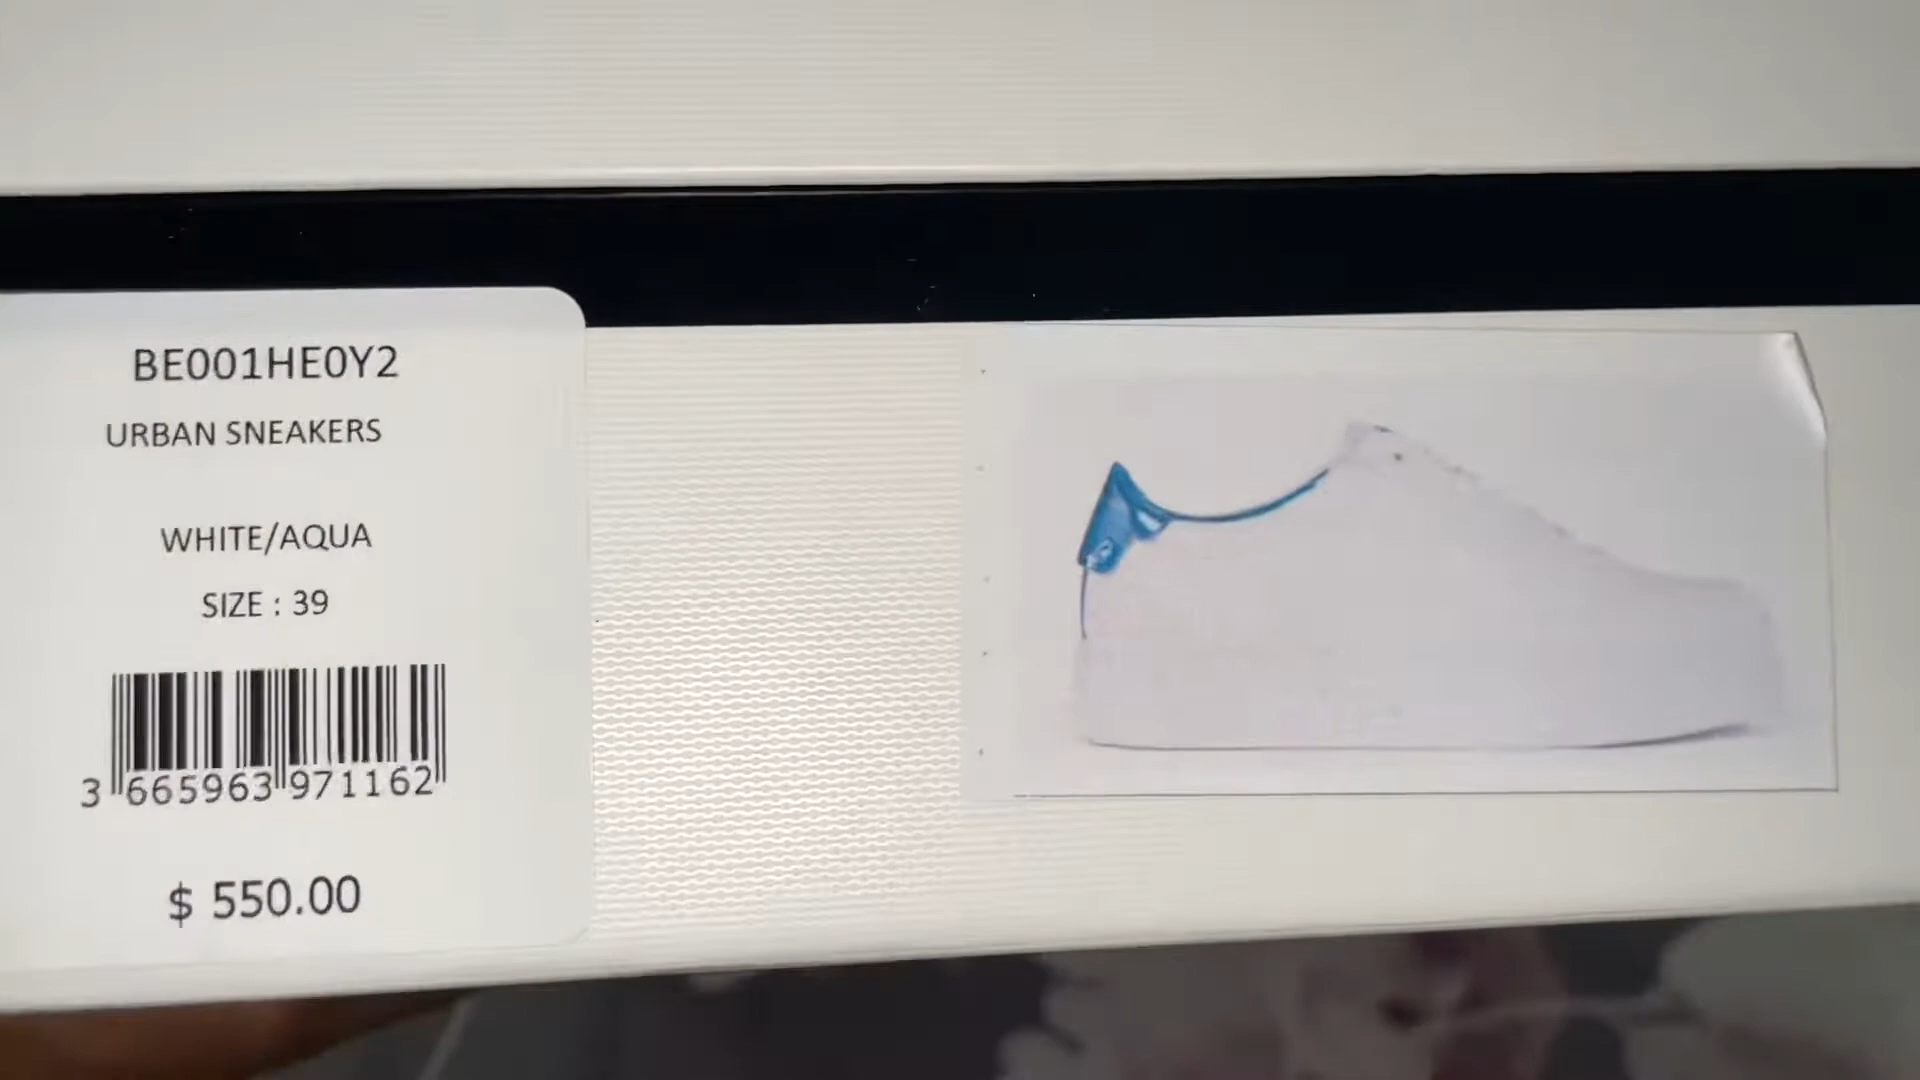 BE001HE0Y2
URBAN SNEAKERS
WHITE/AQUA
SIZE : 39
3 665963 971162
$ 550.00